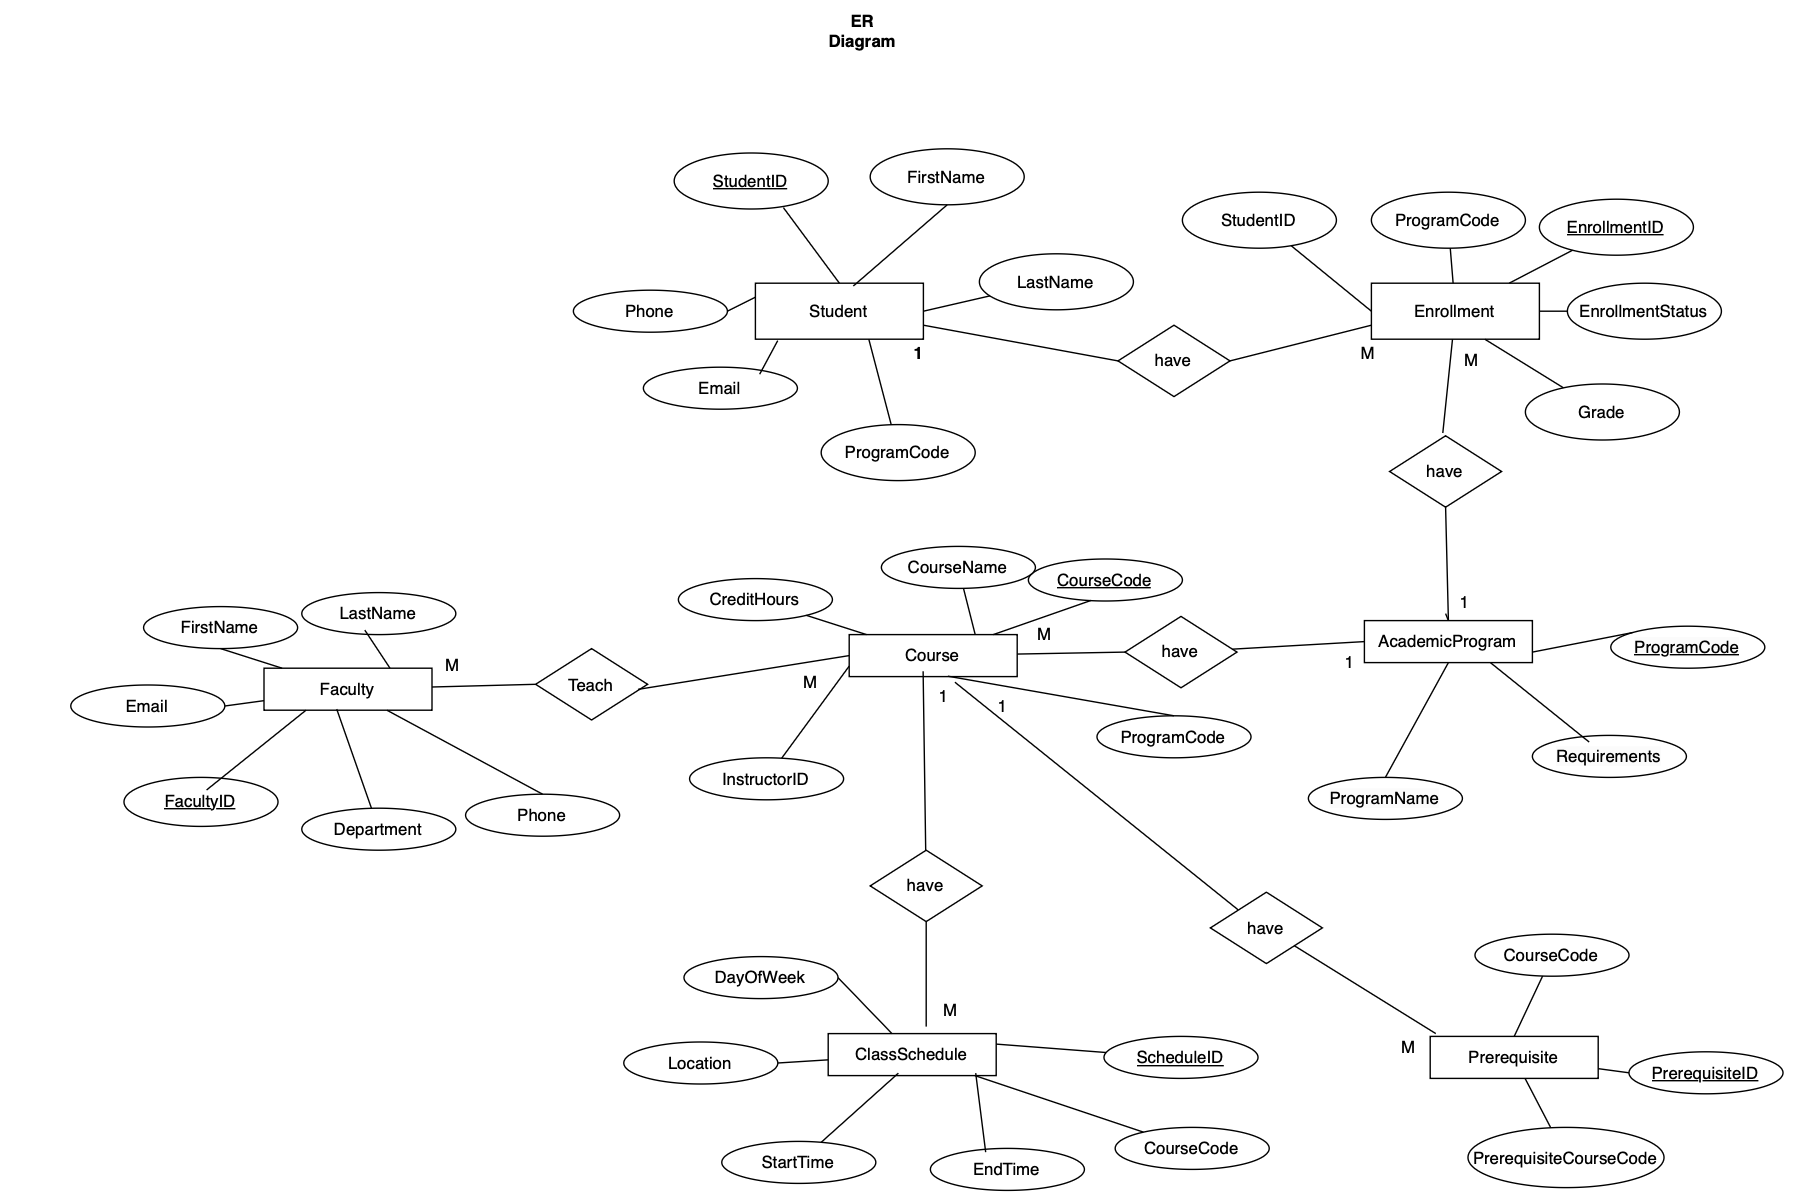 ER
Diagram
StudentID
FirstName
StudentID
ProgramCode
EnrollmentID
LastName
Phone
Student
Enrollment
EnrollmentStatus
1
have
M
M
Email
Grade
ProgramCode
have
CourseName
CourseCode
CreditHours
1
FirstName
LastName
M
AcademicProgram
ProgramCode
Course
have
1
M
Teach
M
Faculty
Email
1
1
ProgramCode
InstructorID
Requirements
ProgramName
FacultyID
Department
Phone
have
have
CourseCode
DayOfWeek
M
ClassSchedule
M
Prerequisite
Location
ScheduleID
PrerequisiteID
StartTime
EndTime
CourseCode
PrerequisiteCourseCode